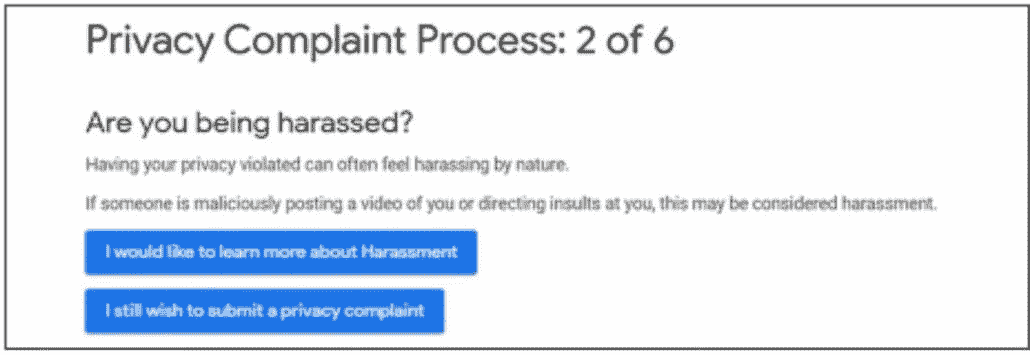 Privacy Complaint Process: 2 of 6
Are you being harassed?
Having your privacy violated can often feel harassing by nature.
If someone is maliciously posting a video of you or directing insults at you, this may be considered harassment.
I would like to learn more about Harassment
I still wish to submit a privacy complaint